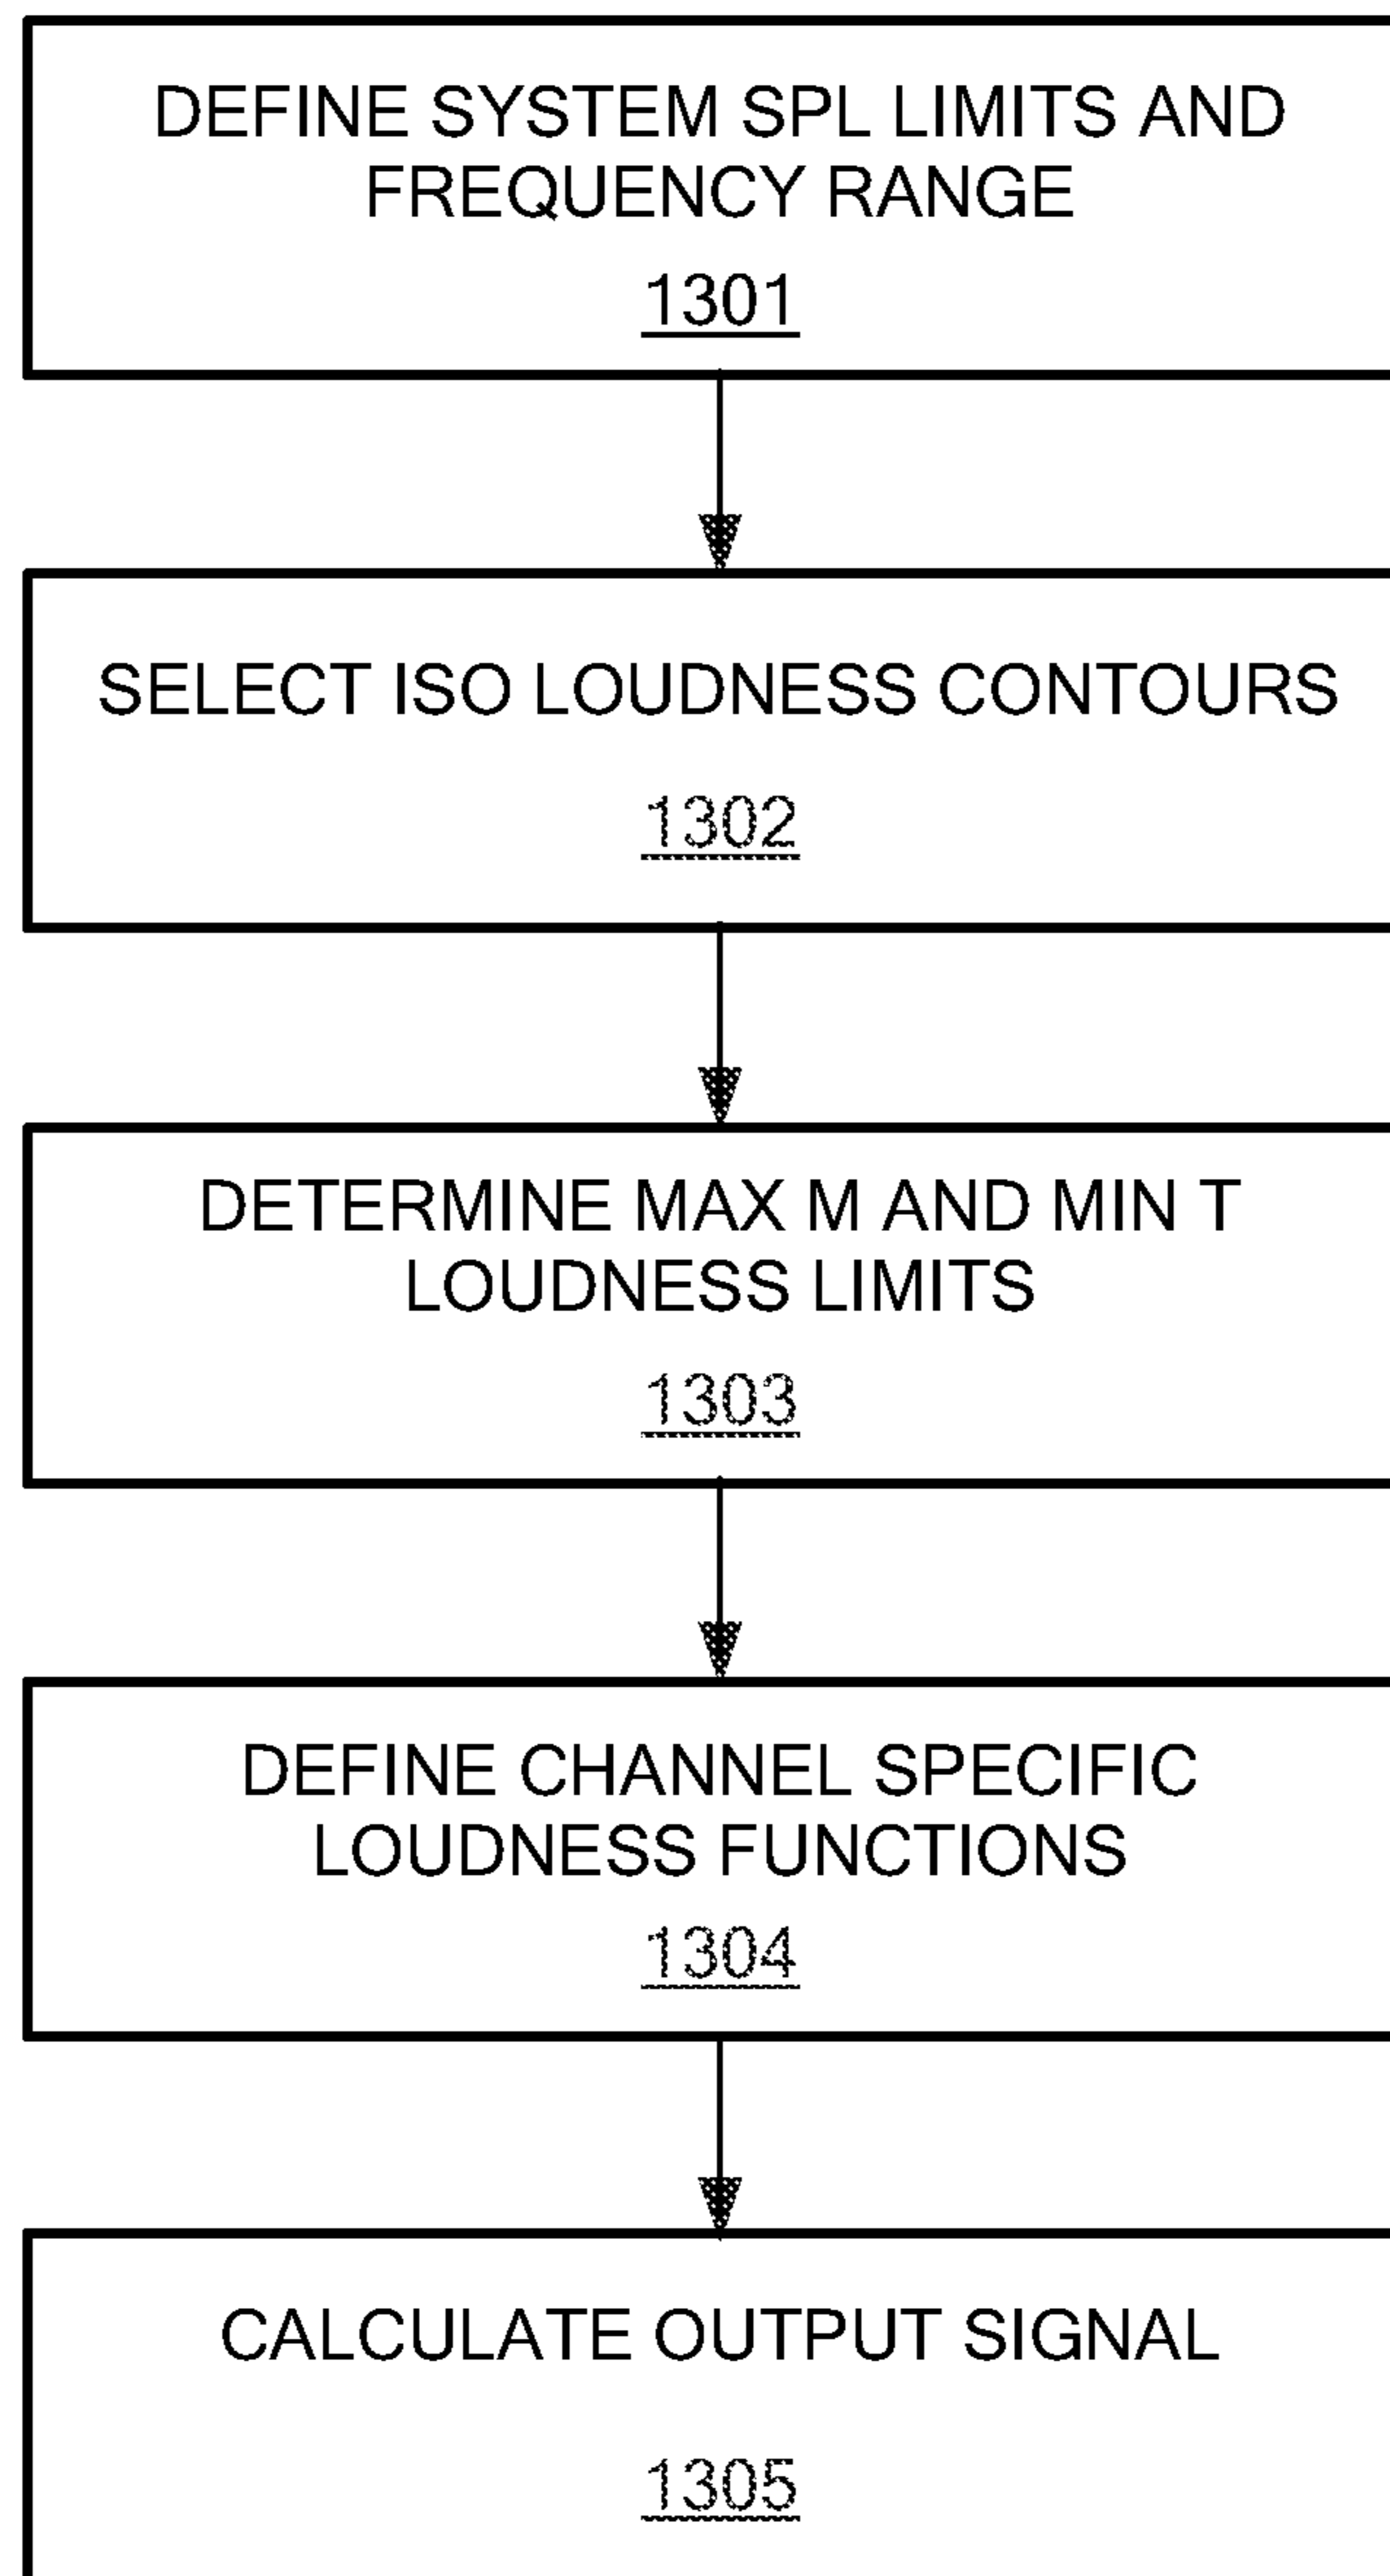 DEFINE SYSTEM SPL LIMITS AND
FREQUENCY RANGE
1301
SELECT ISO LOUDNESS CONTOURS
1302
DETERMINE MAX M AND MIN T
LOUDNESS LIMITS
1303
DEFINE CHANNEL SPECIFIC
LOUDNESS FUNCTIONS
1304
CALCULATE OUTPUT SIGNAL
1305